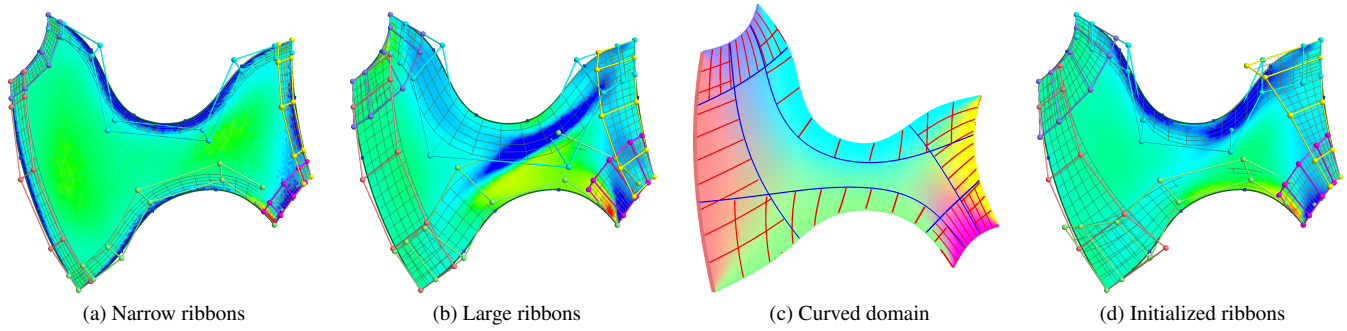 (a) Narrow ribbons
(b) Large ribbons
(c) Curved domain
(d) Initialized ribbons